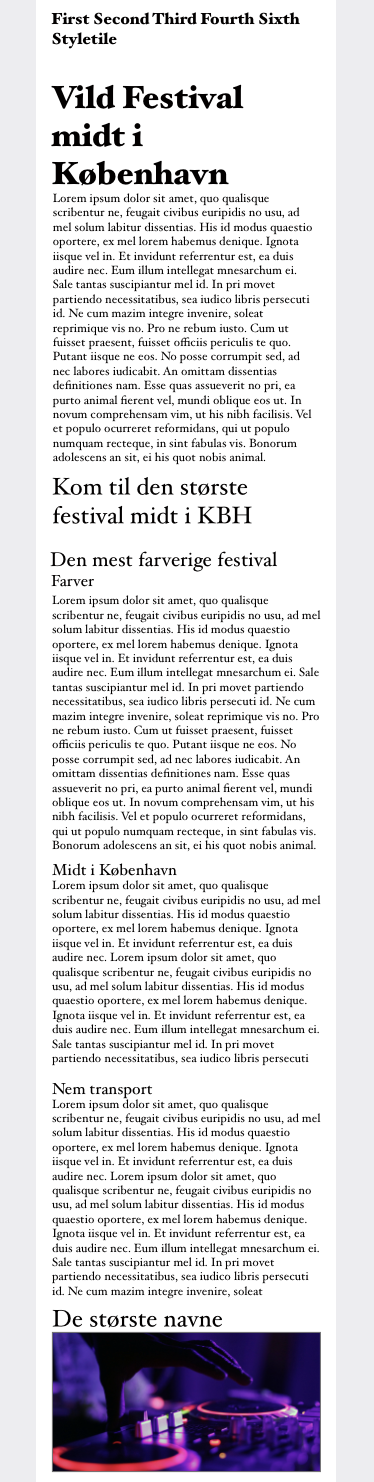 First Second Third Fourth Sixth
Styletile
Vild Festival
midt i
København
Lorem ipsum dolor sit amet, quo qualisque
scribentur ne, feugait civibus euripidis no usu, ad
mel solum labitur dissentias. His id modus quaestio
oportere, ex mel lorem habemus denique. Ignota
iisque vel in. Et invidunt referrentur est, ea duis
audire nec. Eum illum intellegat mnesarchum ei.
Sale tantas suscipiantur mel id. In pri movet
partiendo necessitatibus, sea iudico libris persecuti
id. Ne cum mazim integre invenire, soleat
reprimique vis no. Pro ne rebum iusto. Cum ut
fuisset praesent, fuisset officiis periculis te quo.
Putant iisque ne eos. No posse corrumpit sed, ad
nec labores iudicabit. An omittam dissentias
definitiones nam. Esse quas assueverit no pri, ea
purto animal fierent vel, mundi oblique eos ut. In
novum comprehensam vim, ut his nibh facilisis. Vel
et populo ocurreret reformidans, qui ut populo
numquam recteque, in sint fabulas vis. Bonorum
adolescens an sit, ei his quot nobis animal.
Kom til den største
festival midt i KBH
Den mest farverige festival
Farver
Lorem ipsum dolor sit amet, quo qualisque
scribentur ne, feugait civibus euripidis no usu, ad mel
solum labitur dissentias. His id modus quaestio
oportere, ex mel lorem habemus denique. Ignota
iisque vel in. Et invidunt referrentur est, ea duis
audire nec. Eum illum intellegat mnesarchum ei. Sale
tantas suscipiantur mel id. In pri movet partiendo
necessitatibus, sea iudico libris persecuti id. Ne cum
mazim integre invenire, soleat reprimique vis no. Pro
ne rebum iusto. Cum ut fuisset praesent, fuisset
officiis periculis te quo. Putant iisque ne eos. No
posse corrumpit sed, ad nec labores iudicabit. An
omittam dissentias definitiones nam. Esse quas
assueverit no pri, ea purto animal fierent vel, mundi
oblique eos ut. In novum comprehensam vim, ut his
nibh facilisis. Vel et populo ocurreret reformidans,
qui ut populo numquam recteque, in sint fabulas vis.
Bonorum adolescens an sit, ei his quot nobis animal.
Midt i København
Lorem ipsum dolor sit amet, quo qualisque
scribentur ne, feugait civibus euripidis no usu, ad mel
solum labitur dissentias. His id modus quaestio
oportere, ex mel lorem habemus denique. Ignota
iisque vel in. Et invidunt referrentur est, ea duis
audire nec. Lorem ipsum dolor sit amet, quo
qualisque scribentur ne, feugait civibus euripidis no
usu, ad mel solum labitur dissentias. His id modus
quaestio oportere, ex mel lorem habemus denique.
Ignota iisque vel in. Et invidunt referrentur est, ea
duis audire nec. Eum illum intellegat mnesarchum ei.
Sale tantas suscipiantur mel id. In pri movet partiendo
necessitatibus, sea iudico libris persecuti
Nem transport
Lorem ipsum dolor sit amet, quo qualisque
scribentur ne, feugait civibus euripidis no usu, ad mel
solum labitur dissentias. His id modus quaestio
oportere, ex mel lorem habemus denique. Ignota
iisque vel in. Et invidunt referrentur est, ea duis
audire nec. Lorem ipsum dolor sit amet, quo
qualisque scribentur ne, feugait civibus euripidis no
usu, ad mel solum labitur dissentias. His id modus
quaestio oportere, ex mel lorem habemus denique.
Ignota iisque vel in. Et invidunt referrentur est, ea
duis audire nec. Eum illum intellegat mnesarchum ei.
Sale tantas suscipiantur mel id. In pri movet
partiendo necessitatibus, sea iudico libris persecuti
id. Ne cum mazim integre invenire, soleat
De største navne